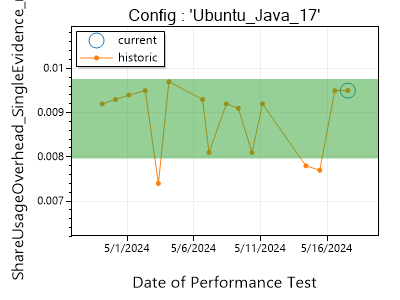 Config : 'Ubuntu_Java_17'
current
historic
ShareUsageOverhead_SingleEvidence_
0.01
0.009
0.008
0.007
5/1/2024 5/6/2024 5/11/2024 5/16/2024
Date of Performance Test